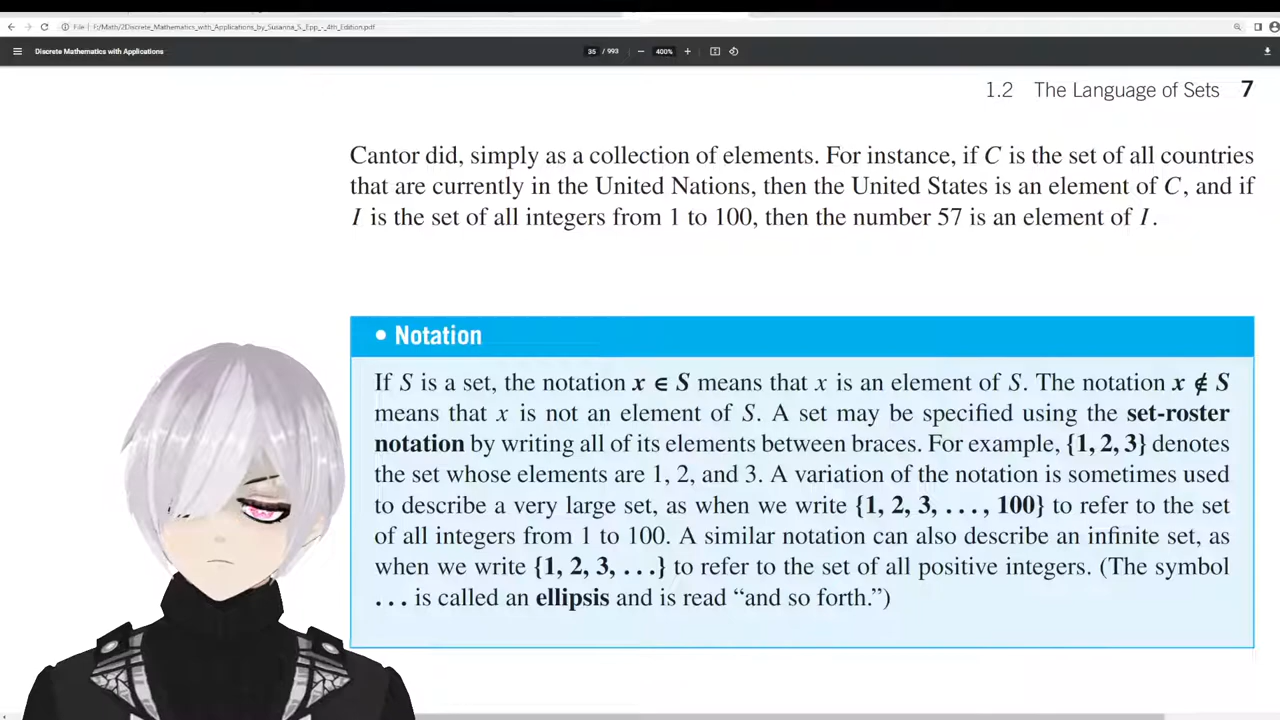 File | F:/Math/2Discrete_Mathematics_with_Applications_by_Susanna_S._Epp_-_4th_Edition.pdf
Discrete Mathematics with Applications
35 / 993
400%
1.2 The Language of Sets 7
Cantor did, simply as a collection of elements. For instance, if C is the set of all countries
that are currently in the United Nations, then the United States is an element of C, and if
I is the set of all integers from 1 to 100, then the number 57 is an element of I.
• Notation
If S is a set, the notation x ∈ S means that x is an element of S. The notation x ∉ S
means that x is not an element of S. A set may be specified using the set-roster
notation by writing all of its elements between braces. For example, {1, 2, 3} denotes
the set whose elements are 1, 2, and 3. A variation of the notation is sometimes used
to describe a very large set, as when we write {1, 2, 3, . . . , 100} to refer to the set
of all integers from 1 to 100. A similar notation can also describe an infinite set, as
when we write {1, 2, 3, . . .} to refer to the set of all positive integers. (The symbol
. . . is called an ellipsis and is read “and so forth.”)